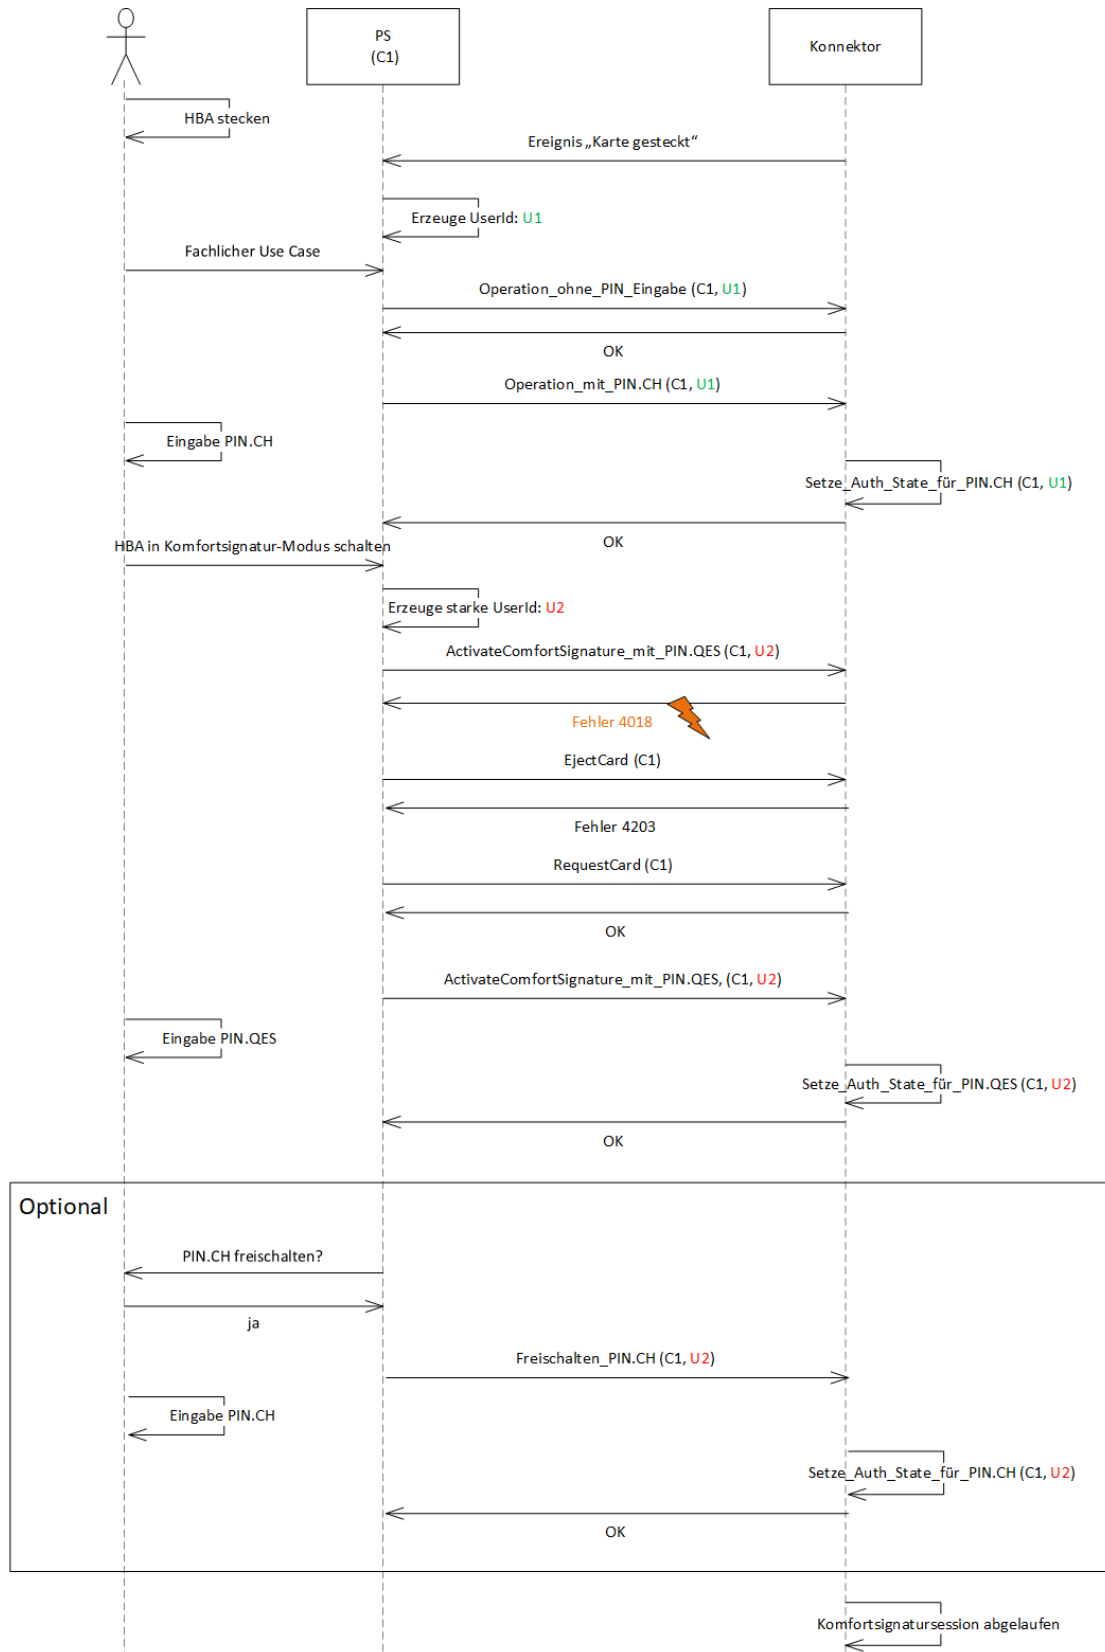 PS
(C1)
Konnektor
HBA stecken
Ereignis „Karte gesteckt“
Erzeuge UserId: U1
Fachlicher Use Case
Operation_ohne_PIN_Eingabe (C1, U1)
OK
Operation_mit_PIN.CH (C1, U1)
Eingabe PIN.CH
Setze_Auth_State_für_PIN.CH (C1, U1)
OK
HBA in Komfortsignatur-Modus schalten
Erzeuge starke UserId: U2
ActivateComfortSignature_mit_PIN.QES (C1, U2)
Fehler 4018
EjectCard (C1)
Fehler 4203
RequestCard (C1)
OK
ActivateComfortSignature_mit_PIN.QES, (C1, U2)
Eingabe PIN.QES
Setze_Auth_State_für_PIN.QES (C1, U2)
OK
Optional
PIN.CH freischalten?
ja
Freischalten_PIN.CH (C1, U2)
Eingabe PIN.CH
Setze_Auth_State_für_PIN.CH (C1, U2)
OK
Komfortsignatursession abgelaufen